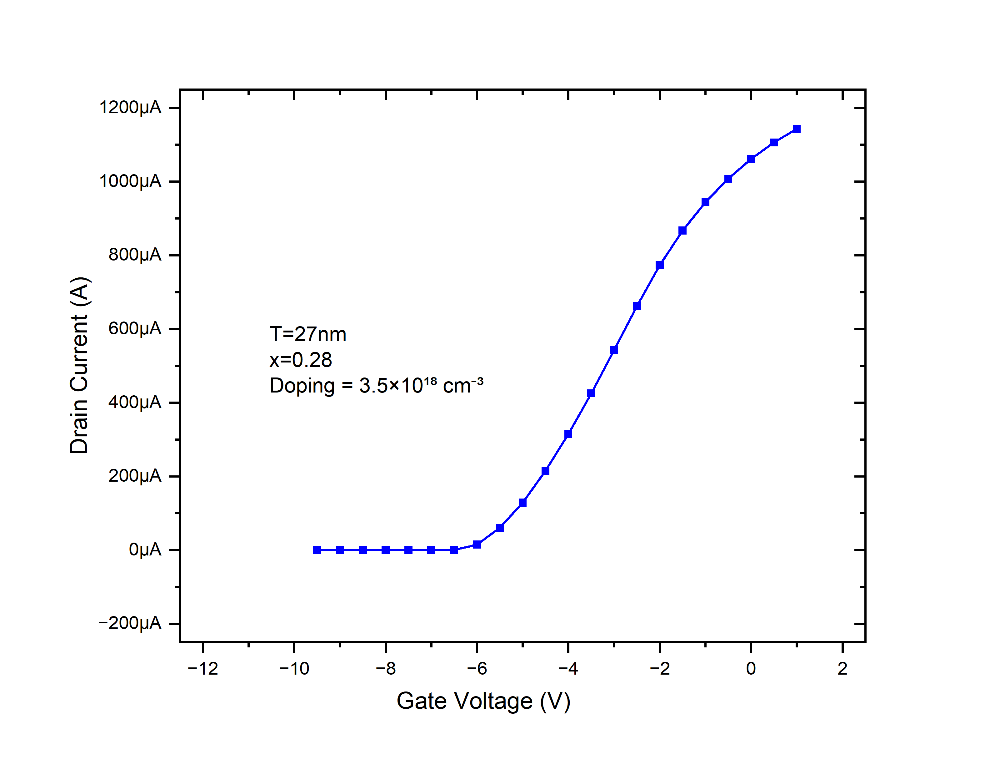 1200µA
1000µA
800µA
600µA
400µA
200µA
0µA
−200µA
Drain Current (A)
T=27nm
x=0.28
Doping = 3.5×10¹⁸ cm⁻³
−12 −10 −8 −6 −4 −2 0 2
Gate Voltage (V)